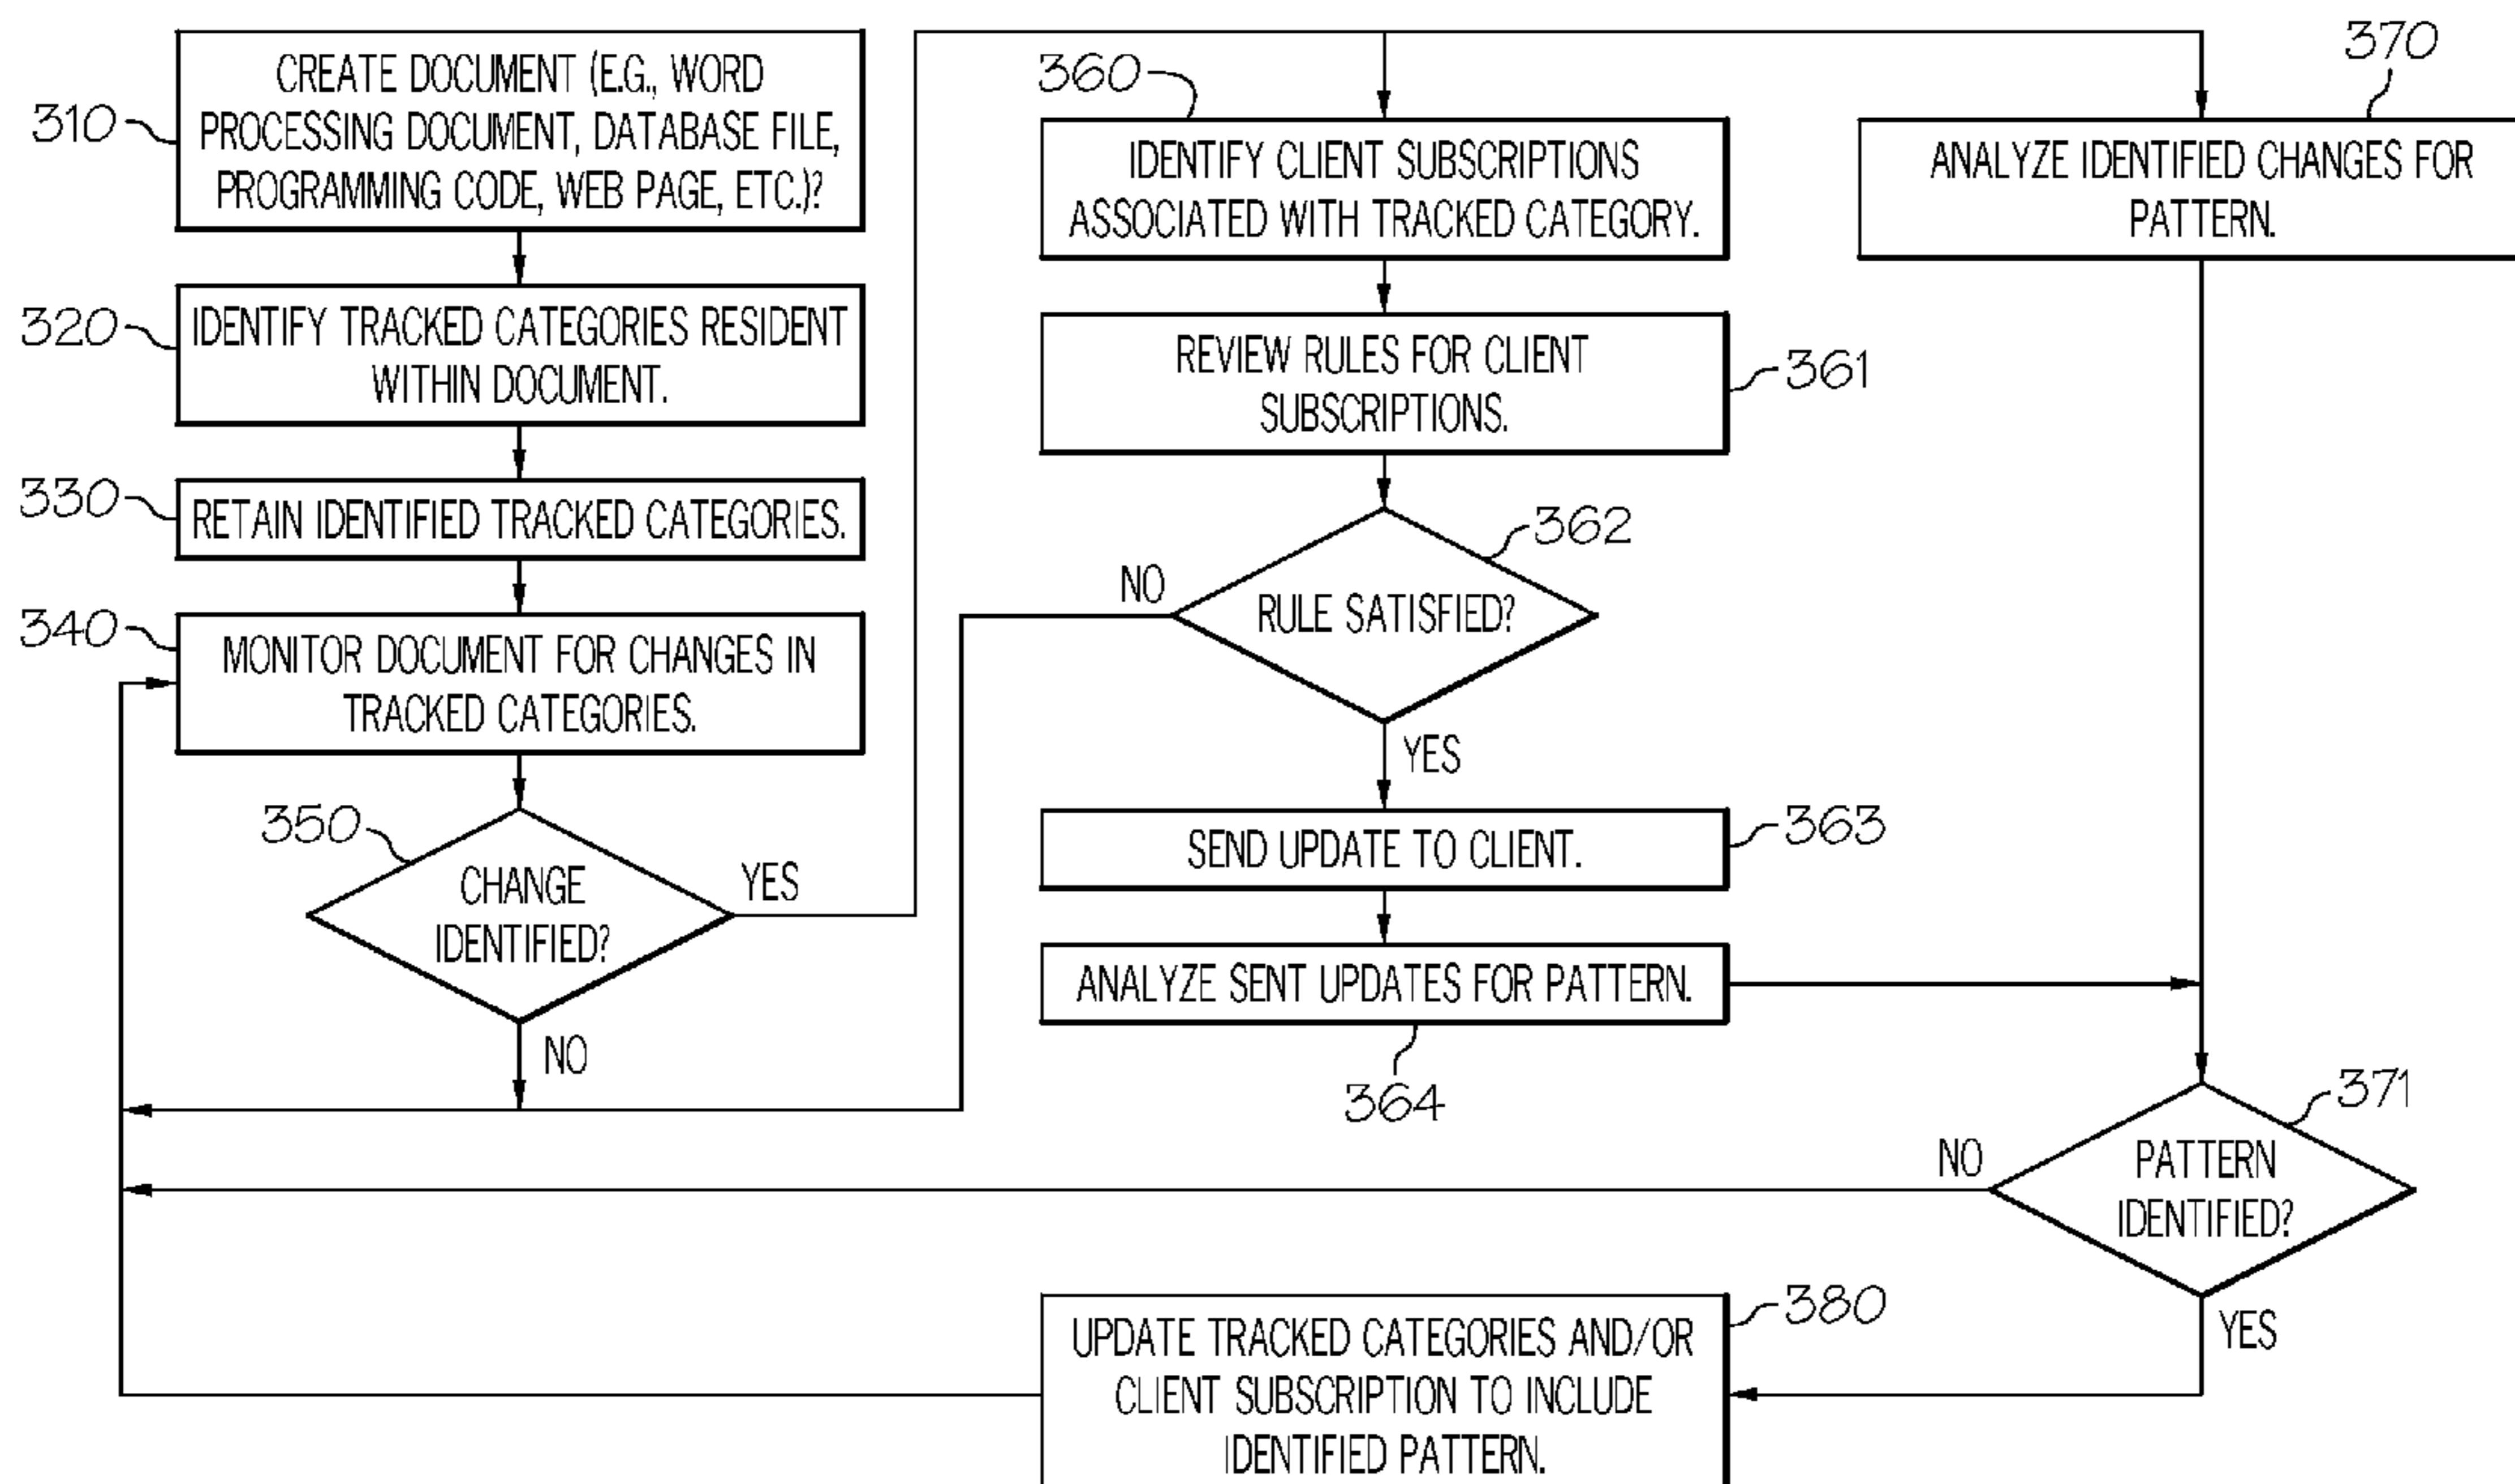 310
CREATE DOCUMENT (E.G., WORD
PROCESSING DOCUMENT, DATABASE FILE,
PROGRAMMING CODE, WEB PAGE, ETC.)?
320
IDENTIFY TRACKED CATEGORIES RESIDENT
WITHIN DOCUMENT.
330
RETAIN IDENTIFIED TRACKED CATEGORIES.
340
MONITOR DOCUMENT FOR CHANGES IN
TRACKED CATEGORIES.
350
CHANGE
IDENTIFIED?
YES
NO
360
IDENTIFY CLIENT SUBSCRIPTIONS
ASSOCIATED WITH TRACKED CATEGORY.
REVIEW RULES FOR CLIENT
SUBSCRIPTIONS.
361
362
NO
RULE SATISFIED?
YES
SEND UPDATE TO CLIENT.
363
ANALYZE SENT UPDATES FOR PATTERN.
364
370
ANALYZE IDENTIFIED CHANGES FOR
PATTERN.
371
NO
PATTERN
IDENTIFIED?
YES
380
UPDATE TRACKED CATEGORIES AND/OR
CLIENT SUBSCRIPTION TO INCLUDE
IDENTIFIED PATTERN.